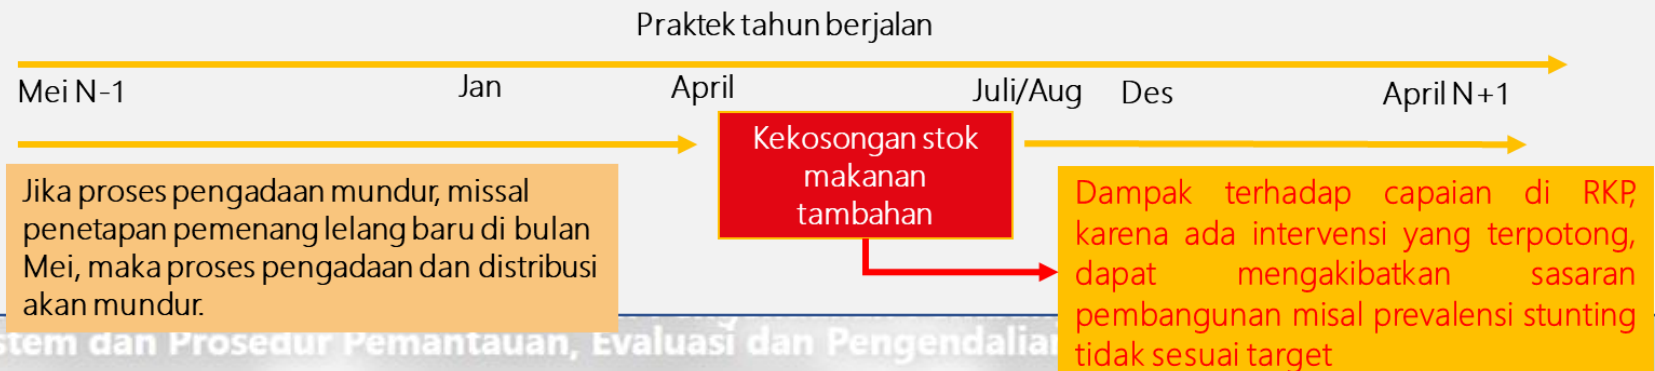 Praktek tahun berjalan
Mei N-1
Jan
April
Juli/Aug
Des
April N+1
Kekosongan stok
makanan
tambahan
Jika proses pengadaan mundur, missal
penetapan pemenang lelang baru di bulan
Mei, maka proses pengadaan dan distribusi
akan mundur.
Dampak terhadap capaian di RKP,
karena ada intervensi yang terpotong,
dapat mengakibatkan sasaran
pembangunan misal prevalensi stunting
tidak sesuai target
dan Prosedur Pemantauan, Evaluasi dan